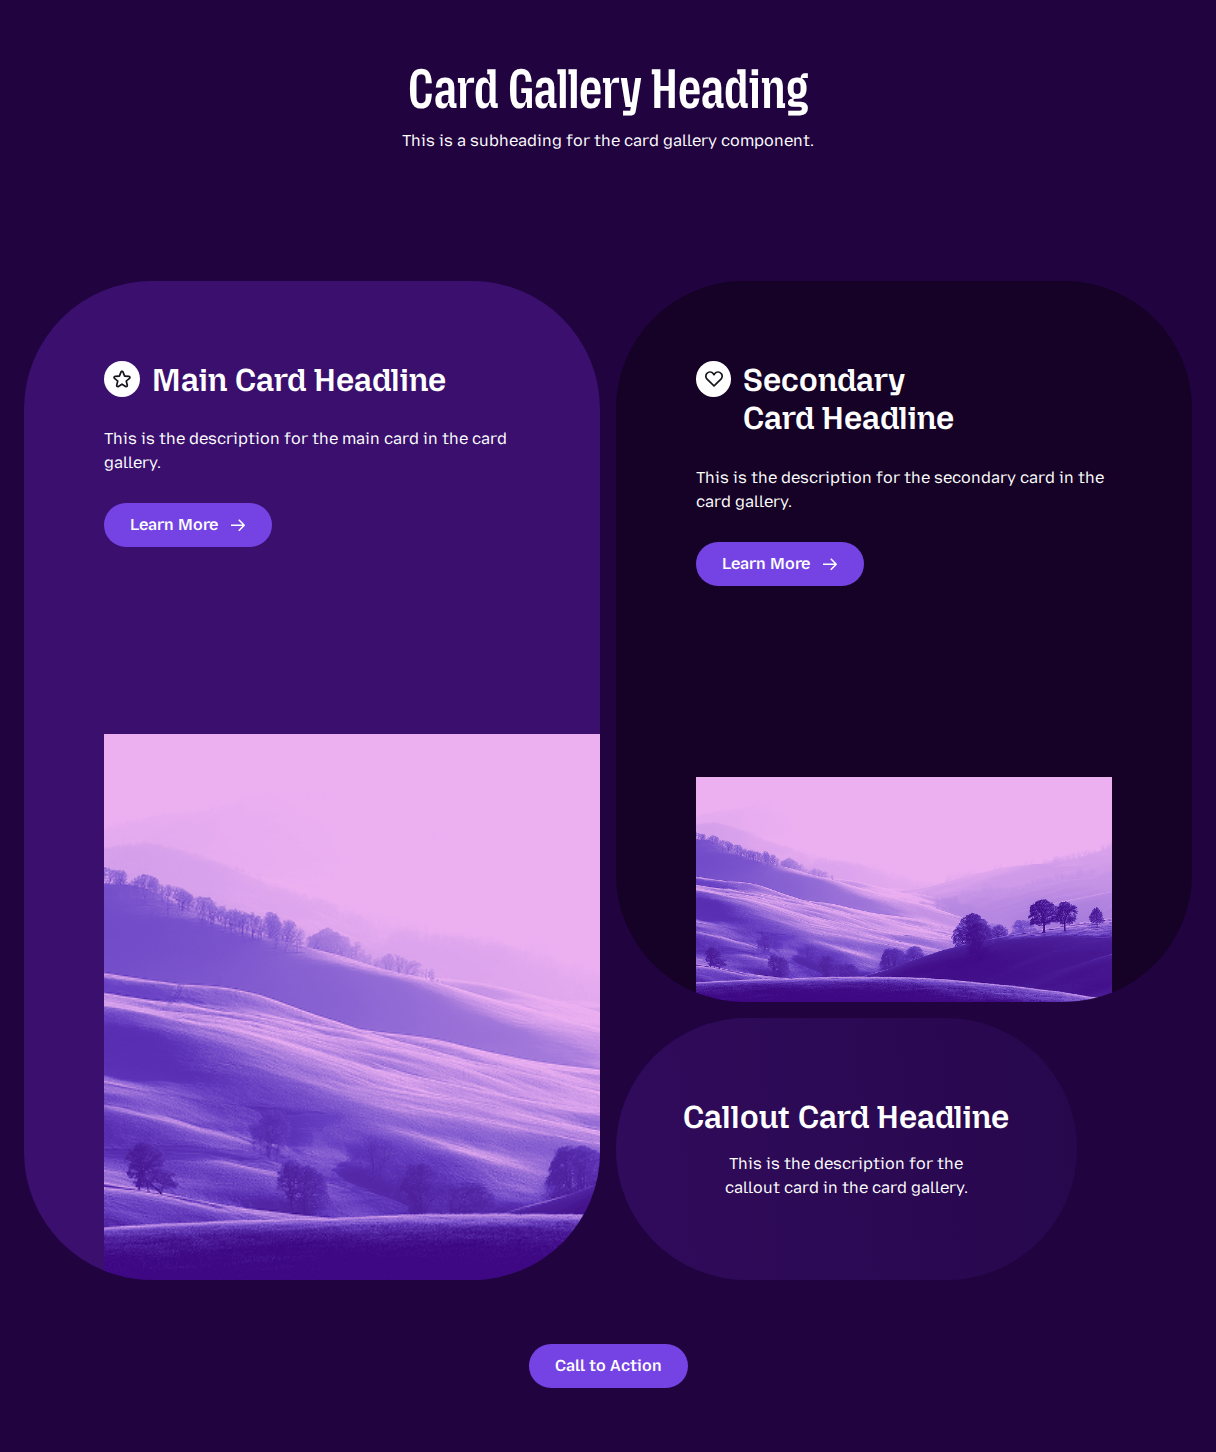 Card Gallery Heading
This is a subheading for the card gallery component.
Main Card Headline
This is the description for the main card in the card
gallery.
Learn More
Secondary
Card Headline
This is the description for the secondary card in the
card gallery.
Learn More
Callout Card Headline
This is the description for the
callout card in the card gallery.
Call to Action